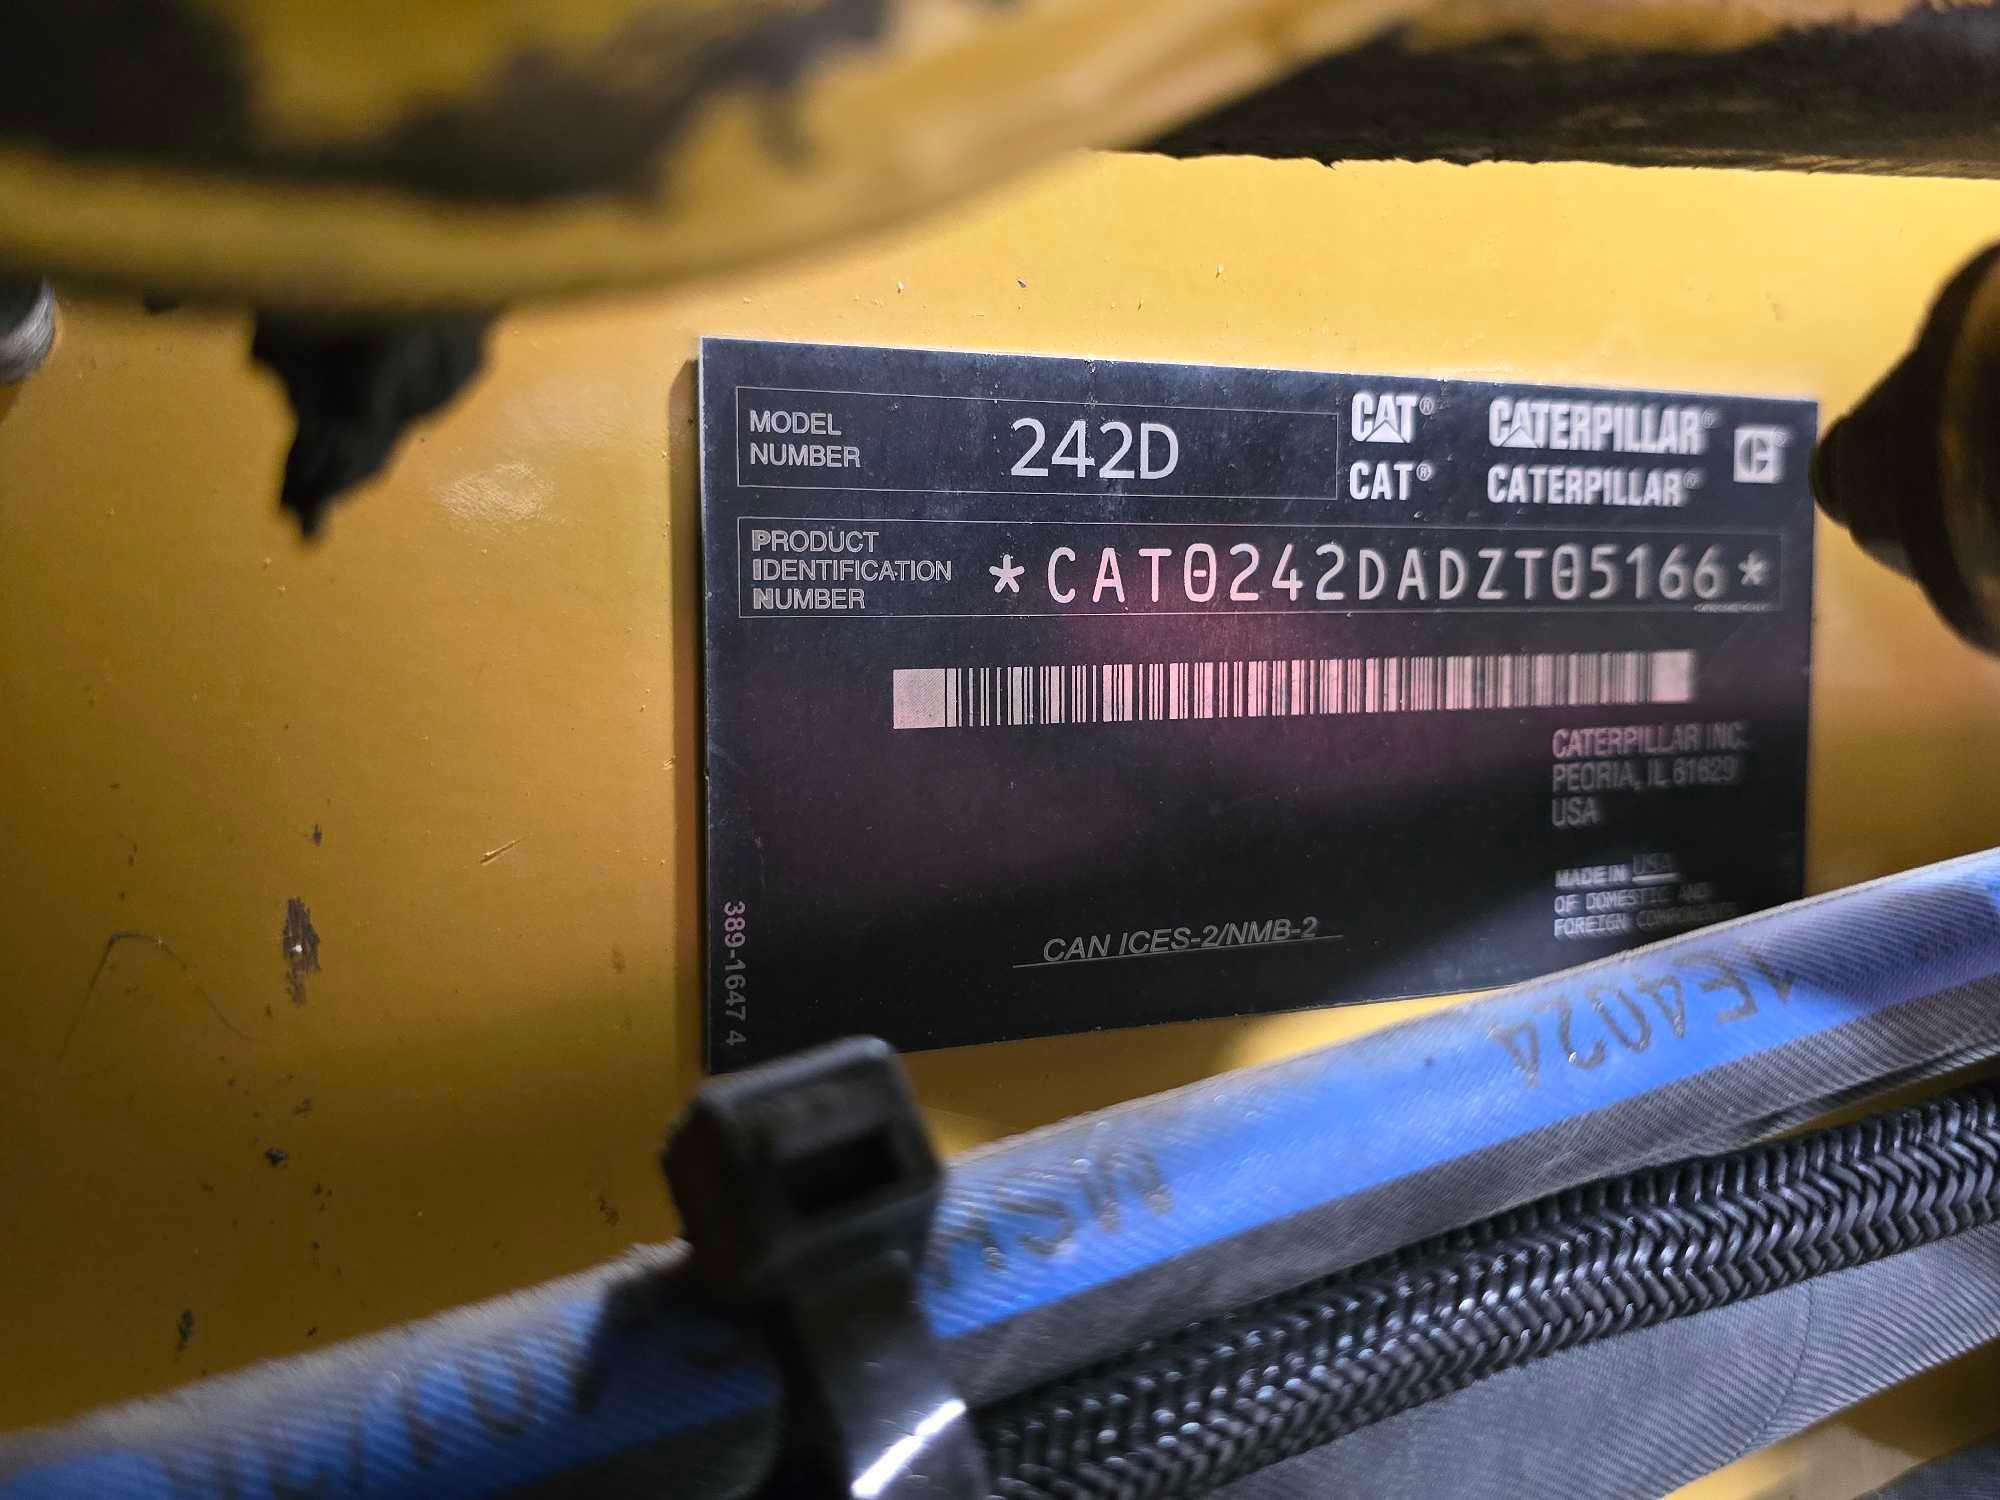 MODEL
NUMBER
242D
CAT® CATERPILLAR®
CAT® CATERPILLAR®
PRODUCT
IDENTIFICATION
NUMBER
*CAT0242DADZT05166*
CATERPILLAR INC.
PEORIA, IL 61629
USA
MADE IN USA
OF DOMESTIC AND
FOREIGN COMPONENTS
CAN ICES-2/NMB-2
389-1647 4